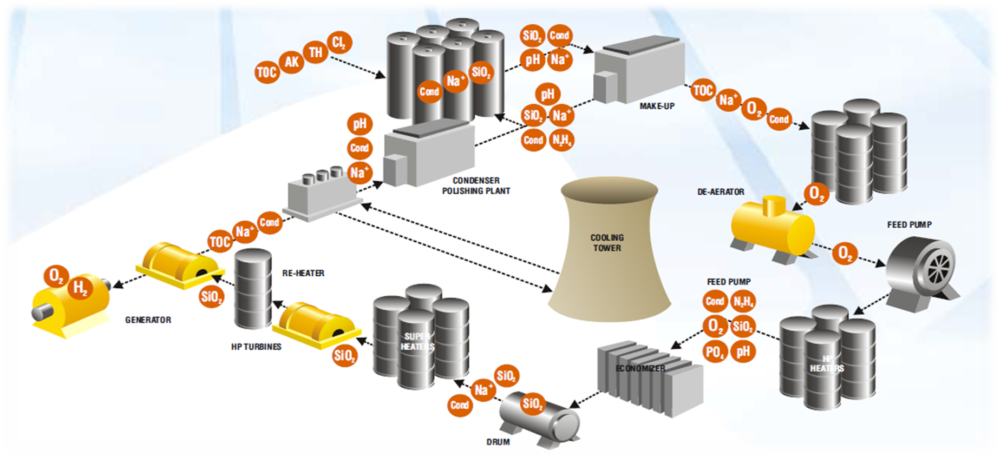 TOC
AK
TH
Cl₂
Cond
Na⁺
SiO₂
SiO₂ Cond
pH Na⁺
MAKE-UP
pH
SiO₂ Na⁺
Cond N₂H₄
TOC
Na⁺
O₂
Cond
pH
Cond
Na⁺
CONDENSER
POLISHING PLANT
DE-AERATOR
O₂
FEED PUMP
O₂
COOLING
TOWER
TOC
Na⁺
Cond
O₂
H₂
GENERATOR
SiO₂
RE-HEATER
HP TURBINES
SiO₂
SUPER
HEATERS
FEED PUMP
Cond N₂H₄
O₂ SiO₂
PO₄ pH
HP
HEATERS
ECONOMIZER
SiO₂
Na⁺
Cond
SiO₂
DRUM